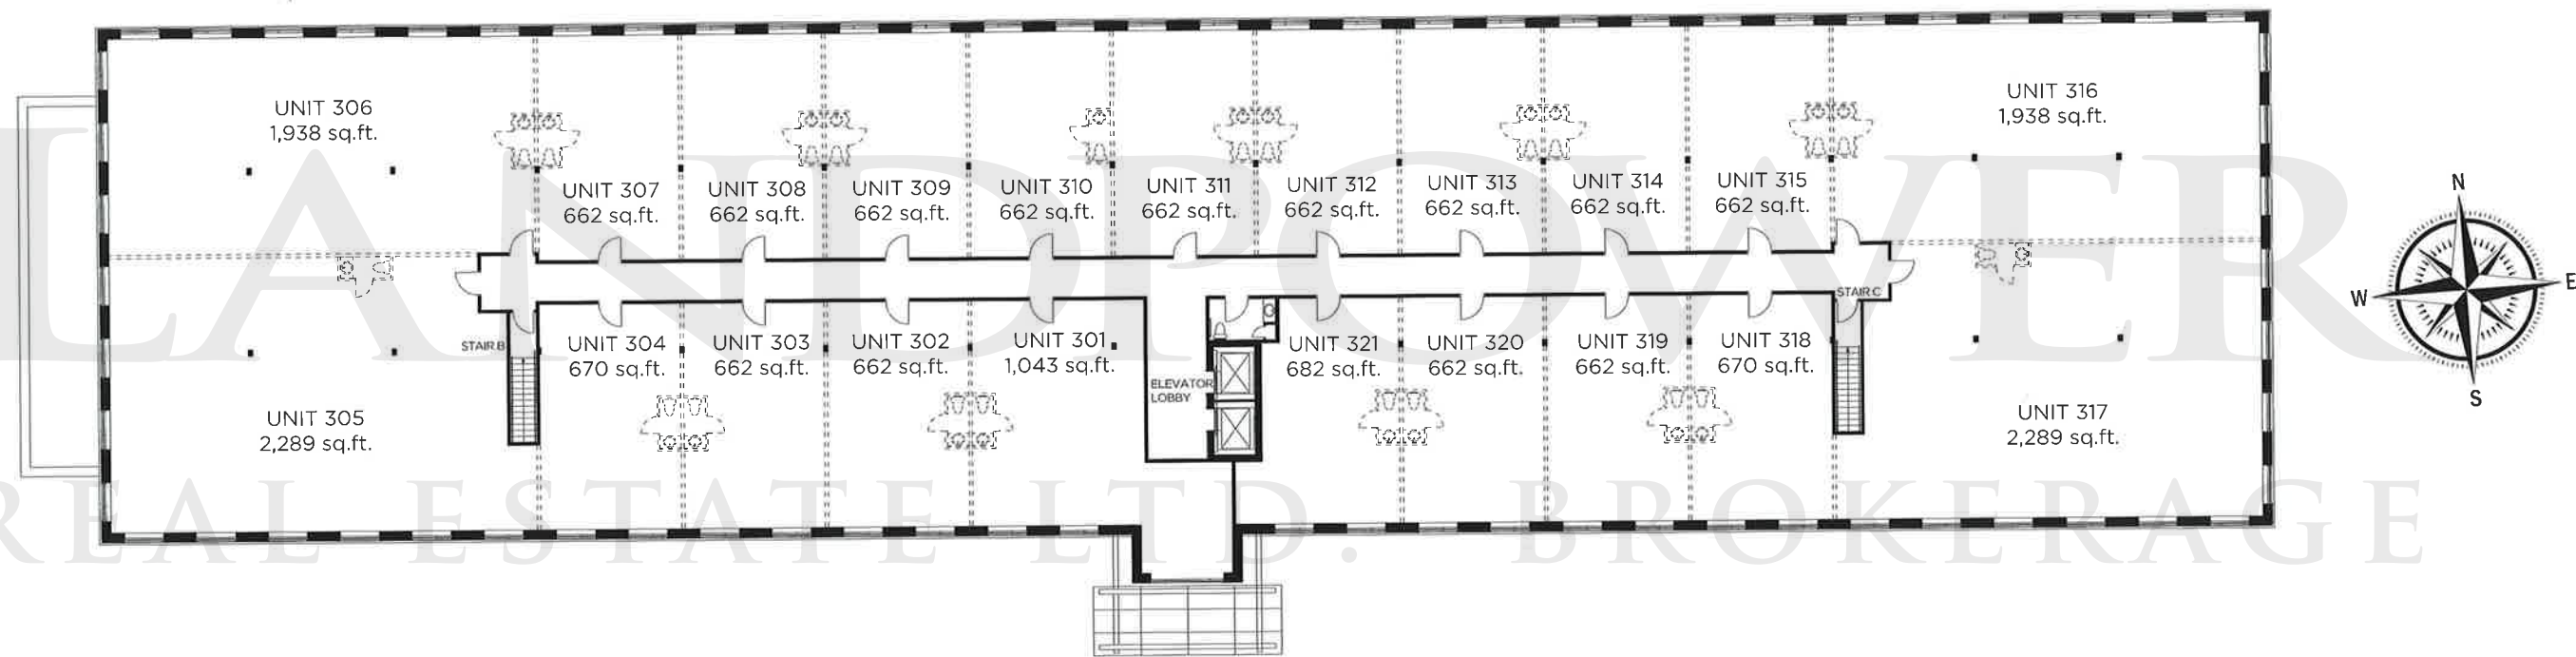 UNIT 306
1,938 sq.ft.
UNIT 316
1,938 sq.ft.
UNIT 307
662 sq.ft.
UNIT 308
662 sq.ft.
UNIT 309
662 sq.ft.
UNIT 310
662 sq.ft.
UNIT 311
662 sq.ft.
UNIT 312
662 sq.ft.
UNIT 313
662 sq.ft.
UNIT 314
662 sq.ft.
UNIT 315
662 sq.ft.
N
W
E
S
LANDPOWER
STAIR C
STAIR B
UNIT 304
670 sq.ft.
UNIT 303
662 sq.ft.
UNIT 302
662 sq.ft.
UNIT 301
1,043 sq.ft.
ELEVATOR
LOBBY
UNIT 321
682 sq.ft.
UNIT 320
662 sq.ft.
UNIT 319
662 sq.ft.
UNIT 318
670 sq.ft.
UNIT 305
2,289 sq.ft.
UNIT 317
2,289 sq.ft.
REAL ESTATE LTD. BROKERAGE